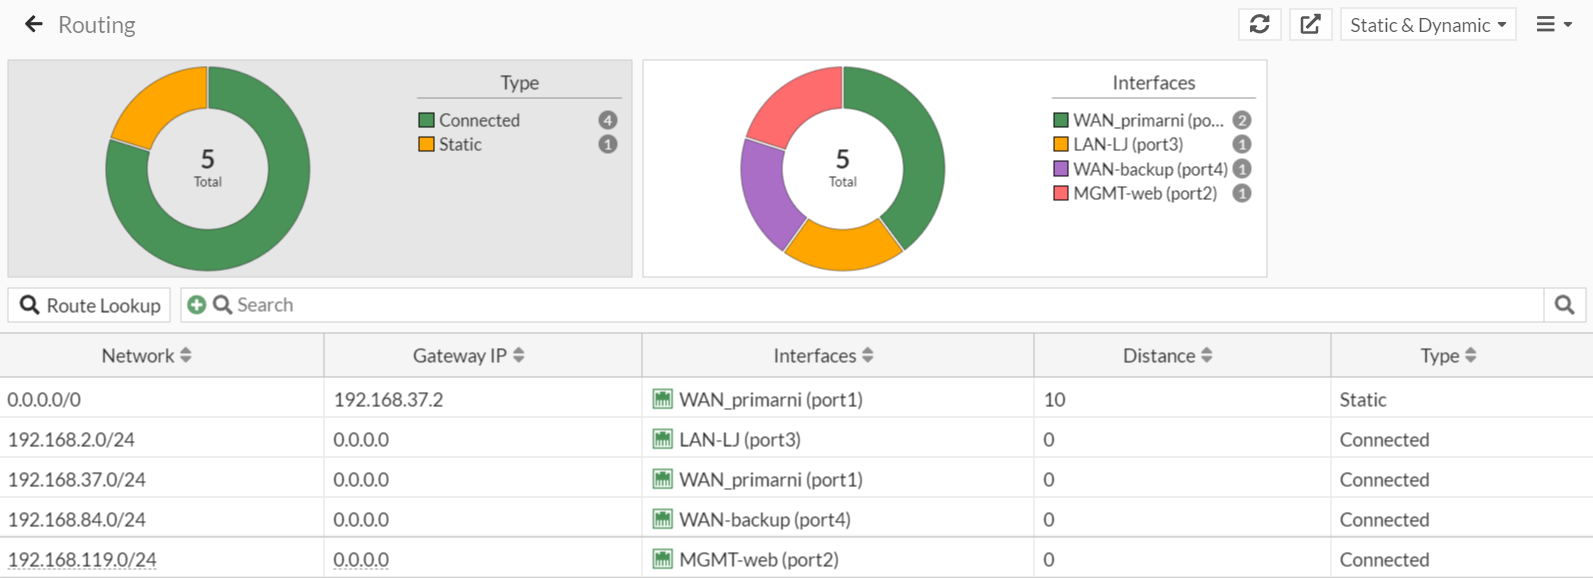 Routing
Static & Dynamic
Type
Connected 4
Static 1
5
Total
Interfaces
WAN_primarni (po... 2
LAN-LJ (port3) 1
WAN-backup (port4) 1
MGMT-web (port2) 1
5
Total
Route Lookup
Search
Network Gateway IP Interfaces Distance Type
0.0.0.0/0 192.168.37.2 WAN_primarni (port1) 10 Static
192.168.2.0/24 0.0.0.0 LAN-LJ (port3) 0 Connected
192.168.37.0/24 0.0.0.0 WAN_primarni (port1) 0 Connected
192.168.84.0/24 0.0.0.0 WAN-backup (port4) 0 Connected
192.168.119.0/24 0.0.0.0 MGMT-web (port2) 0 Connected